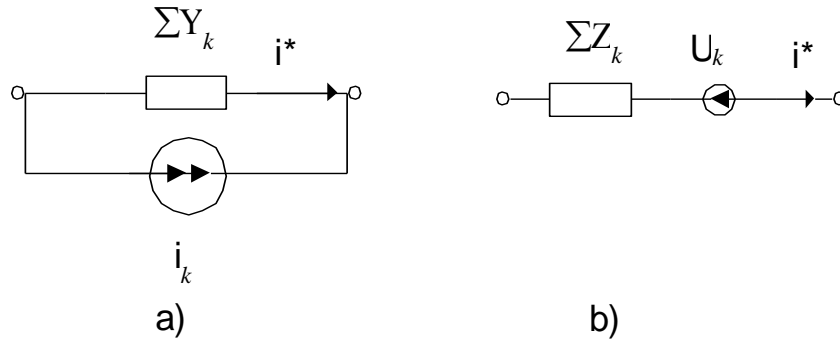 ΣY_k
i*
i_k
a)
ΣZ_k
U_k
i*
b)